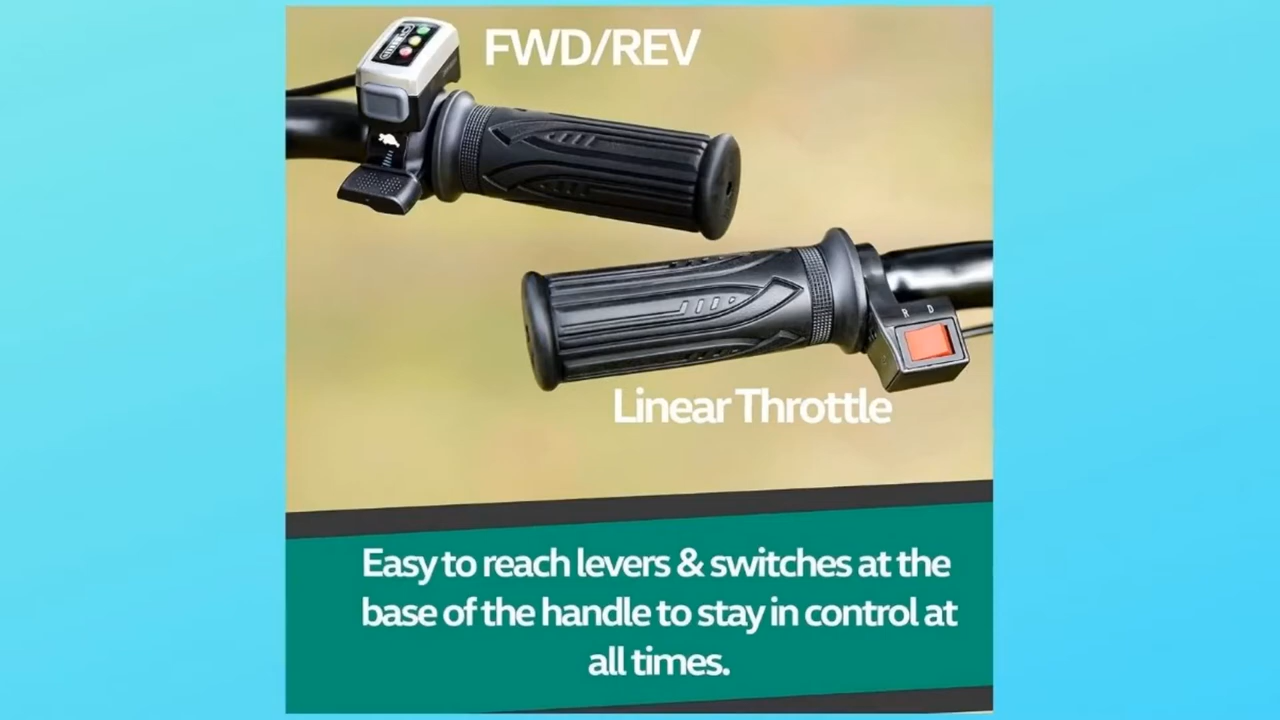 FWD/REV
R D
Linear Throttle
Easy to reach levers & switches at the
base of the handle to stay in control at
all times.